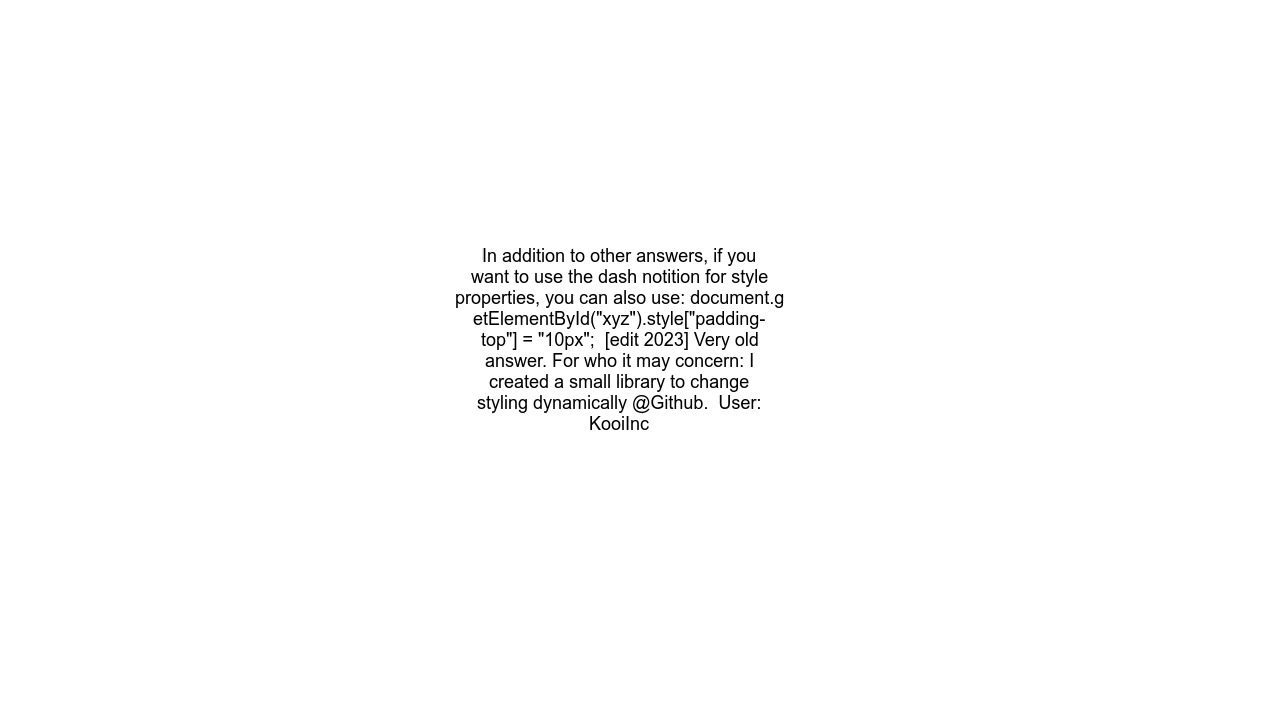 In addition to other answers, if you
want to use the dash notition for style
properties, you can also use: document.g
etElementById("xyz").style["padding-
top"] = "10px";  [edit 2023] Very old
answer. For who it may concern: I
created a small library to change
styling dynamically @Github.  User:
KooiInc